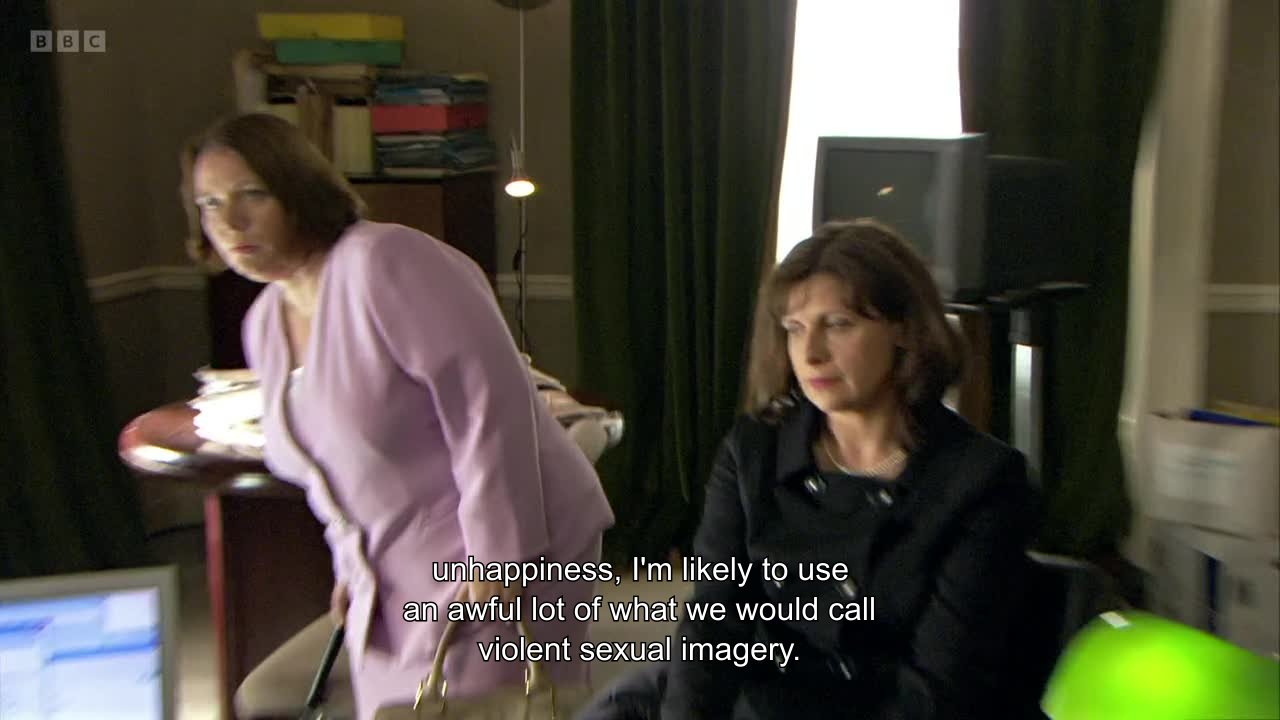 BBC
unhappiness, I'm likely to use
an awful lot of what we would call
violent sexual imagery.